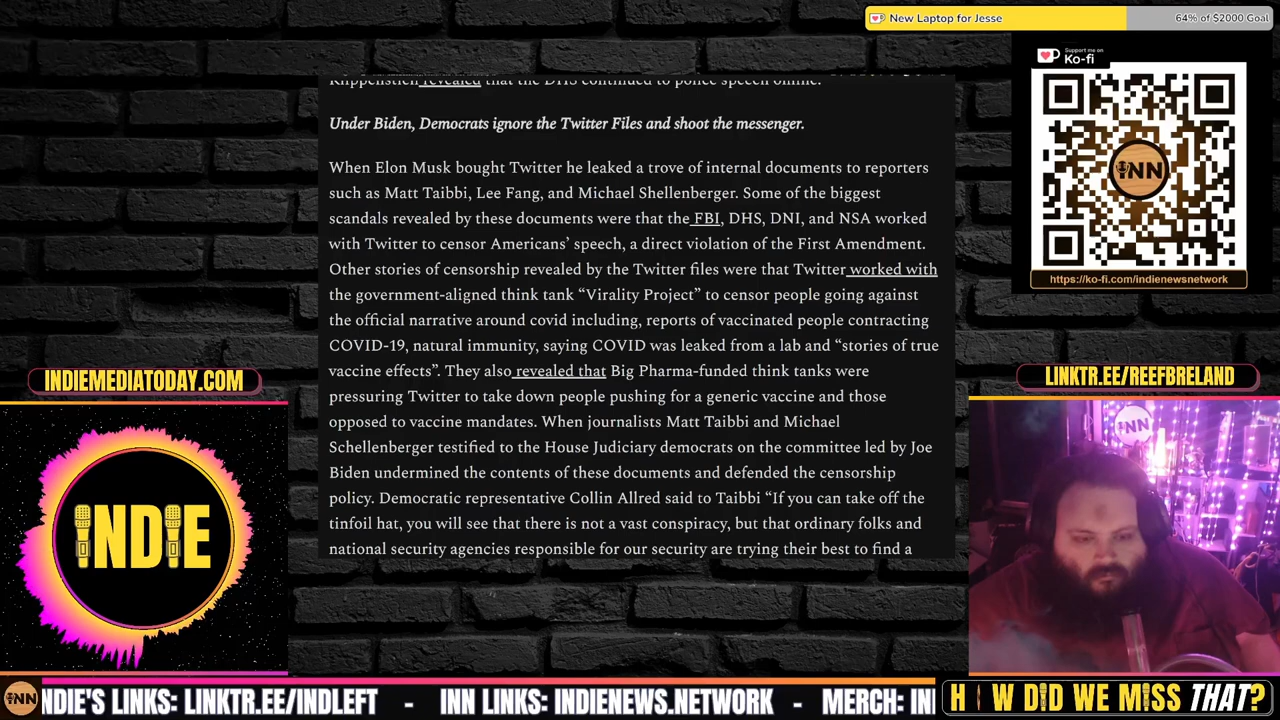 New Laptop for Jesse
64% of $2000 Goal
Support me on
Ko-fi
INN
https://ko-fi.com/indienewsnetwork
Klippenstien revealed that the DHS continued to police speech online.
Under Biden, Democrats ignore the Twitter Files and shoot the messenger.
When Elon Musk bought Twitter he leaked a trove of internal documents to reporters
such as Matt Taibbi, Lee Fang, and Michael Shellenberger. Some of the biggest
scandals revealed by these documents were that the FBI, DHS, DNI, and NSA worked
with Twitter to censor Americans’ speech, a direct violation of the First Amendment.
Other stories of censorship revealed by the Twitter files were that Twitter worked with
the government-aligned think tank “Virality Project” to censor people going against
the official narrative around covid including, reports of vaccinated people contracting
COVID-19, natural immunity, saying COVID was leaked from a lab and “stories of true
vaccine effects”. They also revealed that Big Pharma-funded think tanks were
pressuring Twitter to take down people pushing for a generic vaccine and those
opposed to vaccine mandates. When journalists Matt Taibbi and Michael
Schellenberger testified to the House Judiciary democrats on the committee led by Joe
Biden undermined the contents of these documents and defended the censorship
policy. Democratic representative Collin Allred said to Taibbi “If you can take off the
tinfoil hat, you will see that there is not a vast conspiracy, but that ordinary folks and
national security agencies responsible for our security are trying their best to find a
INDIEMEDIATODAY.COM
INDIE
LINKTR.EE/REEFBRELAND
INN
INN
NDIE'S LINKS: LINKTR.EE/INDLEFT - INN LINKS: INDIENEWS.NETWORK - MERCH: IN
HOW DID WE MISS THAT?